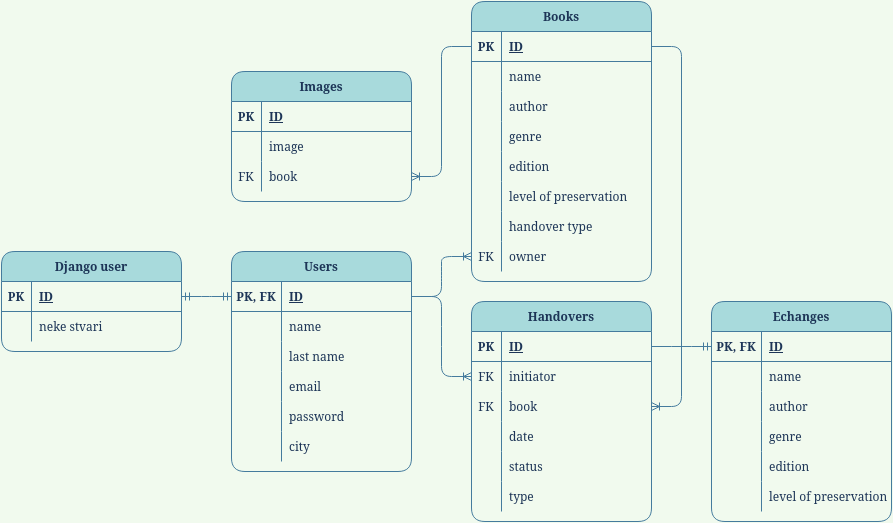 Books
PK ID
name
author
genre
edition
level of preservation
handover type
FK owner
Images
PK ID
image
FK book
Django user
PK ID
neke stvari
Users
PK, FK ID
name
last name
email
password
city
Handovers
PK ID
FK initiator
FK book
date
status
type
Echanges
PK, FK ID
name
author
genre
edition
level of preservation